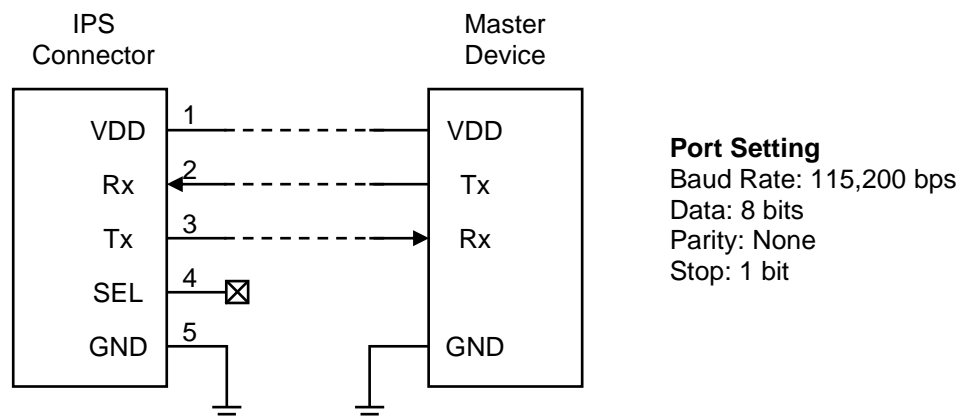 IPS
Connector
Master
Device
VDD
1
VDD
Rx
2
Tx
Tx
3
Rx
SEL
4
GND
5
GND
Port Setting
Baud Rate: 115,200 bps
Data: 8 bits
Parity: None
Stop: 1 bit